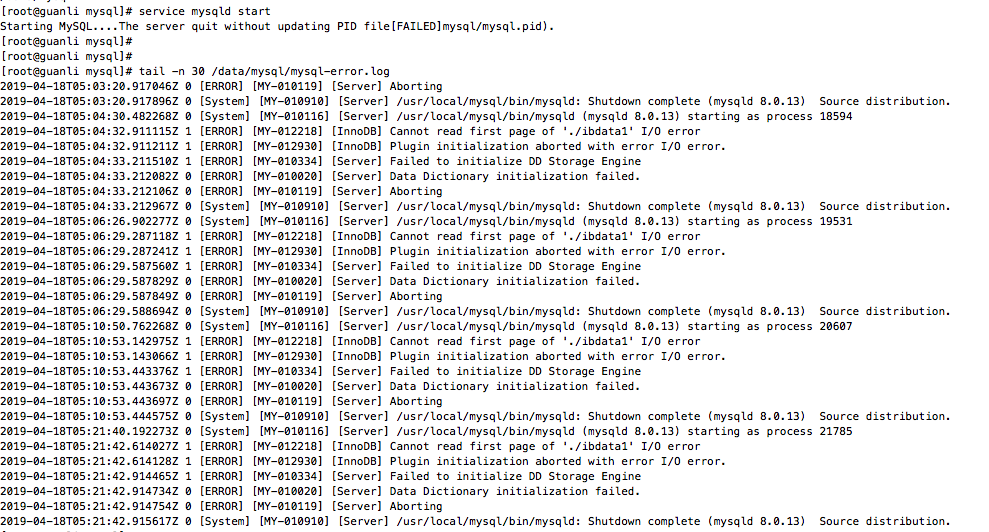 [root@guanli mysql]# service mysqld start
Starting MySQL....The server quit without updating PID file[FAILED]mysql/mysql.pid).
[root@guanli mysql]#
[root@guanli mysql]#
[root@guanli mysql]# tail -n 30 /data/mysql/mysql-error.log
2019-04-18T05:03:20.917046Z 0 [ERROR] [MY-010119] [Server] Aborting
2019-04-18T05:03:20.917896Z 0 [System] [MY-010910] [Server] /usr/local/mysql/bin/mysqld: Shutdown complete (mysqld 8.0.13)  Source distribution.
2019-04-18T05:04:30.482268Z 0 [System] [MY-010116] [Server] /usr/local/mysql/bin/mysqld (mysqld 8.0.13) starting as process 18594
2019-04-18T05:04:32.911115Z 1 [ERROR] [MY-012218] [InnoDB] Cannot read first page of './ibdata1' I/O error
2019-04-18T05:04:32.911211Z 1 [ERROR] [MY-012930] [InnoDB] Plugin initialization aborted with error I/O error.
2019-04-18T05:04:33.211510Z 1 [ERROR] [MY-010334] [Server] Failed to initialize DD Storage Engine
2019-04-18T05:04:33.212082Z 0 [ERROR] [MY-010020] [Server] Data Dictionary initialization failed.
2019-04-18T05:04:33.212106Z 0 [ERROR] [MY-010119] [Server] Aborting
2019-04-18T05:04:33.212967Z 0 [System] [MY-010910] [Server] /usr/local/mysql/bin/mysqld: Shutdown complete (mysqld 8.0.13)  Source distribution.
2019-04-18T05:06:26.902277Z 0 [System] [MY-010116] [Server] /usr/local/mysql/bin/mysqld (mysqld 8.0.13) starting as process 19531
2019-04-18T05:06:29.287118Z 1 [ERROR] [MY-012218] [InnoDB] Cannot read first page of './ibdata1' I/O error
2019-04-18T05:06:29.287241Z 1 [ERROR] [MY-012930] [InnoDB] Plugin initialization aborted with error I/O error.
2019-04-18T05:06:29.587560Z 1 [ERROR] [MY-010334] [Server] Failed to initialize DD Storage Engine
2019-04-18T05:06:29.587829Z 0 [ERROR] [MY-010020] [Server] Data Dictionary initialization failed.
2019-04-18T05:06:29.587849Z 0 [ERROR] [MY-010119] [Server] Aborting
2019-04-18T05:06:29.588694Z 0 [System] [MY-010910] [Server] /usr/local/mysql/bin/mysqld: Shutdown complete (mysqld 8.0.13)  Source distribution.
2019-04-18T05:10:50.762268Z 0 [System] [MY-010116] [Server] /usr/local/mysql/bin/mysqld (mysqld 8.0.13) starting as process 20607
2019-04-18T05:10:53.142975Z 1 [ERROR] [MY-012218] [InnoDB] Cannot read first page of './ibdata1' I/O error
2019-04-18T05:10:53.143066Z 1 [ERROR] [MY-012930] [InnoDB] Plugin initialization aborted with error I/O error.
2019-04-18T05:10:53.443376Z 1 [ERROR] [MY-010334] [Server] Failed to initialize DD Storage Engine
2019-04-18T05:10:53.443673Z 0 [ERROR] [MY-010020] [Server] Data Dictionary initialization failed.
2019-04-18T05:10:53.443697Z 0 [ERROR] [MY-010119] [Server] Aborting
2019-04-18T05:10:53.444575Z 0 [System] [MY-010910] [Server] /usr/local/mysql/bin/mysqld: Shutdown complete (mysqld 8.0.13)  Source distribution.
2019-04-18T05:21:40.192273Z 0 [System] [MY-010116] [Server] /usr/local/mysql/bin/mysqld (mysqld 8.0.13) starting as process 21785
2019-04-18T05:21:42.614027Z 1 [ERROR] [MY-012218] [InnoDB] Cannot read first page of './ibdata1' I/O error
2019-04-18T05:21:42.614128Z 1 [ERROR] [MY-012930] [InnoDB] Plugin initialization aborted with error I/O error.
2019-04-18T05:21:42.914465Z 1 [ERROR] [MY-010334] [Server] Failed to initialize DD Storage Engine
2019-04-18T05:21:42.914734Z 0 [ERROR] [MY-010020] [Server] Data Dictionary initialization failed.
2019-04-18T05:21:42.914754Z 0 [ERROR] [MY-010119] [Server] Aborting
2019-04-18T05:21:42.915617Z 0 [System] [MY-010910] [Server] /usr/local/mysql/bin/mysqld: Shutdown complete (mysqld 8.0.13)  Source distribution.